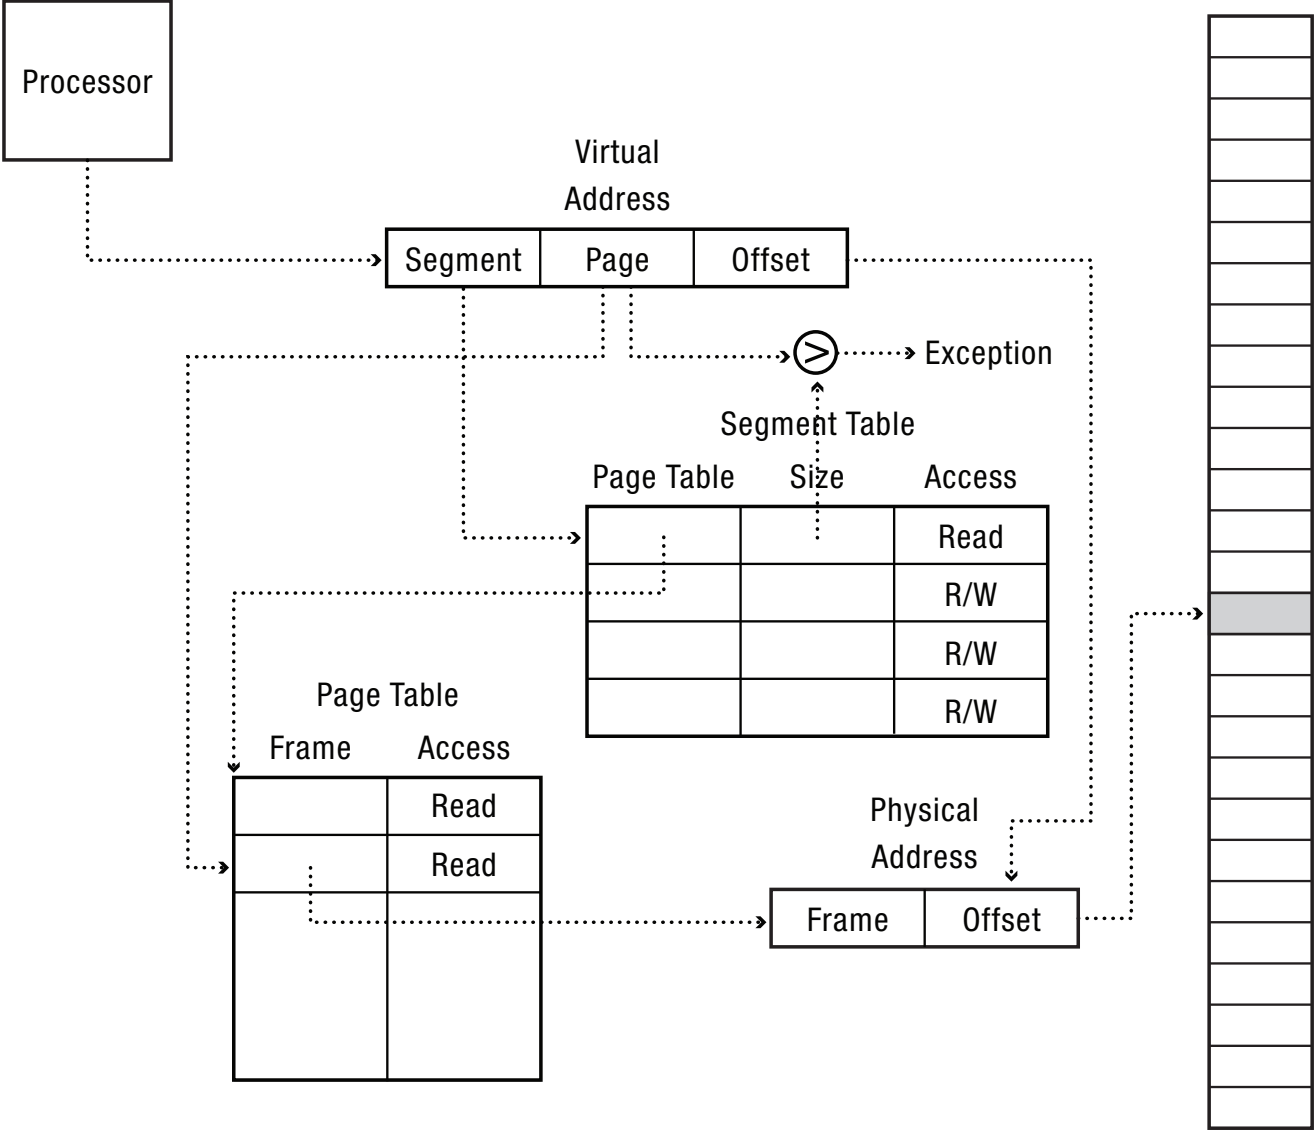 Processor
Virtual
Address
Segment Page Offset
Exception
Segment Table
Page Table Size Access
Read
R/W
R/W
R/W
Page Table
Frame Access
Read
Read
Physical
Address
Frame Offset